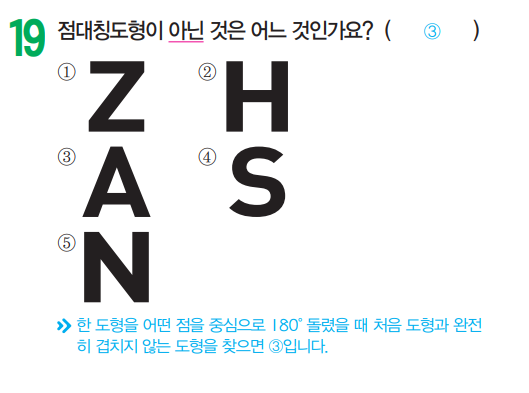 19 점대칭도형이 아닌 것은 어느 것인가요? ( ③ )
① Z ② H
③ A ④ S
⑤ N
≫ 한 도형을 어떤 점을 중심으로 180° 돌렸을 때 처음 도형과 완전
히 겹치지 않는 도형을 찾으면 ③입니다.